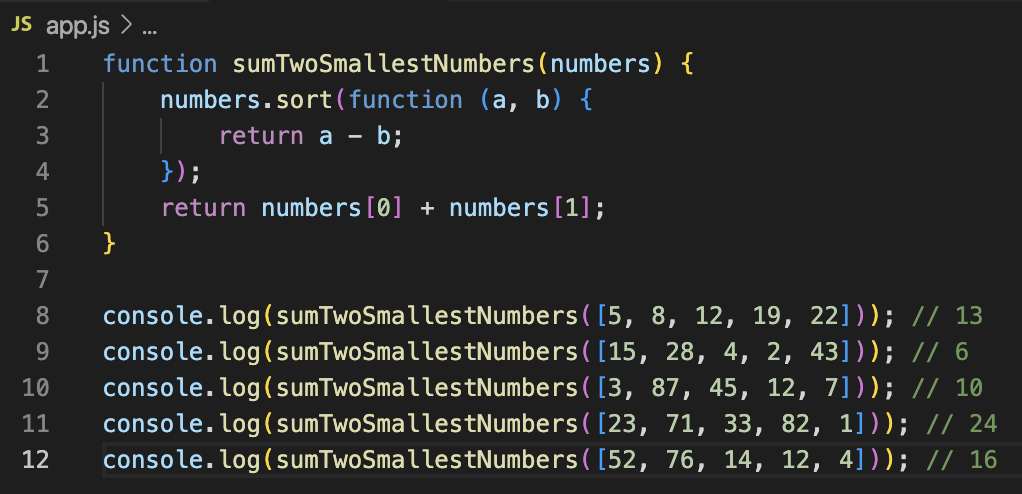 JS app.js > ...
1 function sumTwoSmallestNumbers(numbers) {
2     numbers.sort(function (a, b) {
3         return a - b;
4     });
5     return numbers[0] + numbers[1];
6 }
7
8 console.log(sumTwoSmallestNumbers([5, 8, 12, 19, 22])); // 13
9 console.log(sumTwoSmallestNumbers([15, 28, 4, 2, 43])); // 6
10 console.log(sumTwoSmallestNumbers([3, 87, 45, 12, 7])); // 10
11 console.log(sumTwoSmallestNumbers([23, 71, 33, 82, 1])); // 24
12 console.log(sumTwoSmallestNumbers([52, 76, 14, 12, 4])); // 16